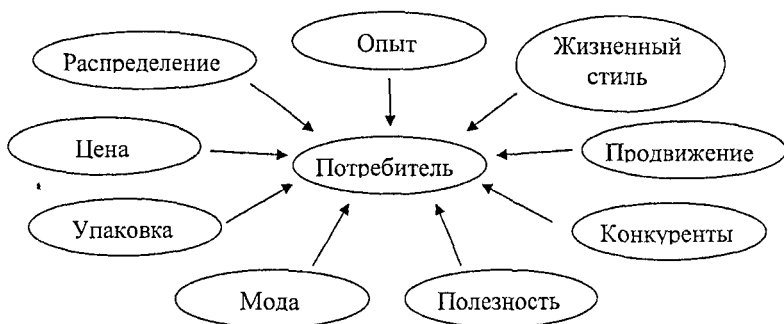 Опыт
Жизненный
стиль
Распределение
Цена
Потребитель
Продвижение
Упаковка
Конкуренты
Мода
Полезность